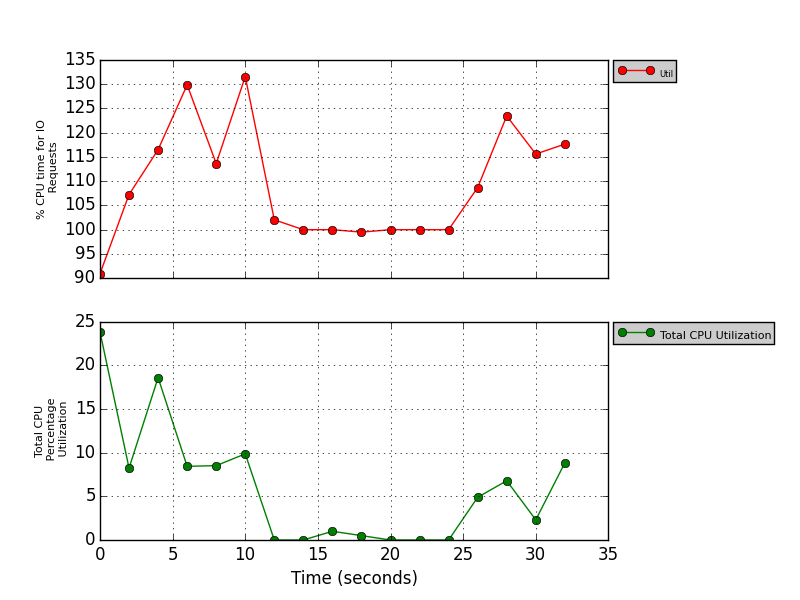 135
130
125
120
115
110
105
100
95
90
% CPU time for IO
Requests
Util
25
20
15
10
5
0
Total CPU
Percentage
Utilization
Total CPU Utilization
0 5 10 15 20 25 30 35
Time (seconds)